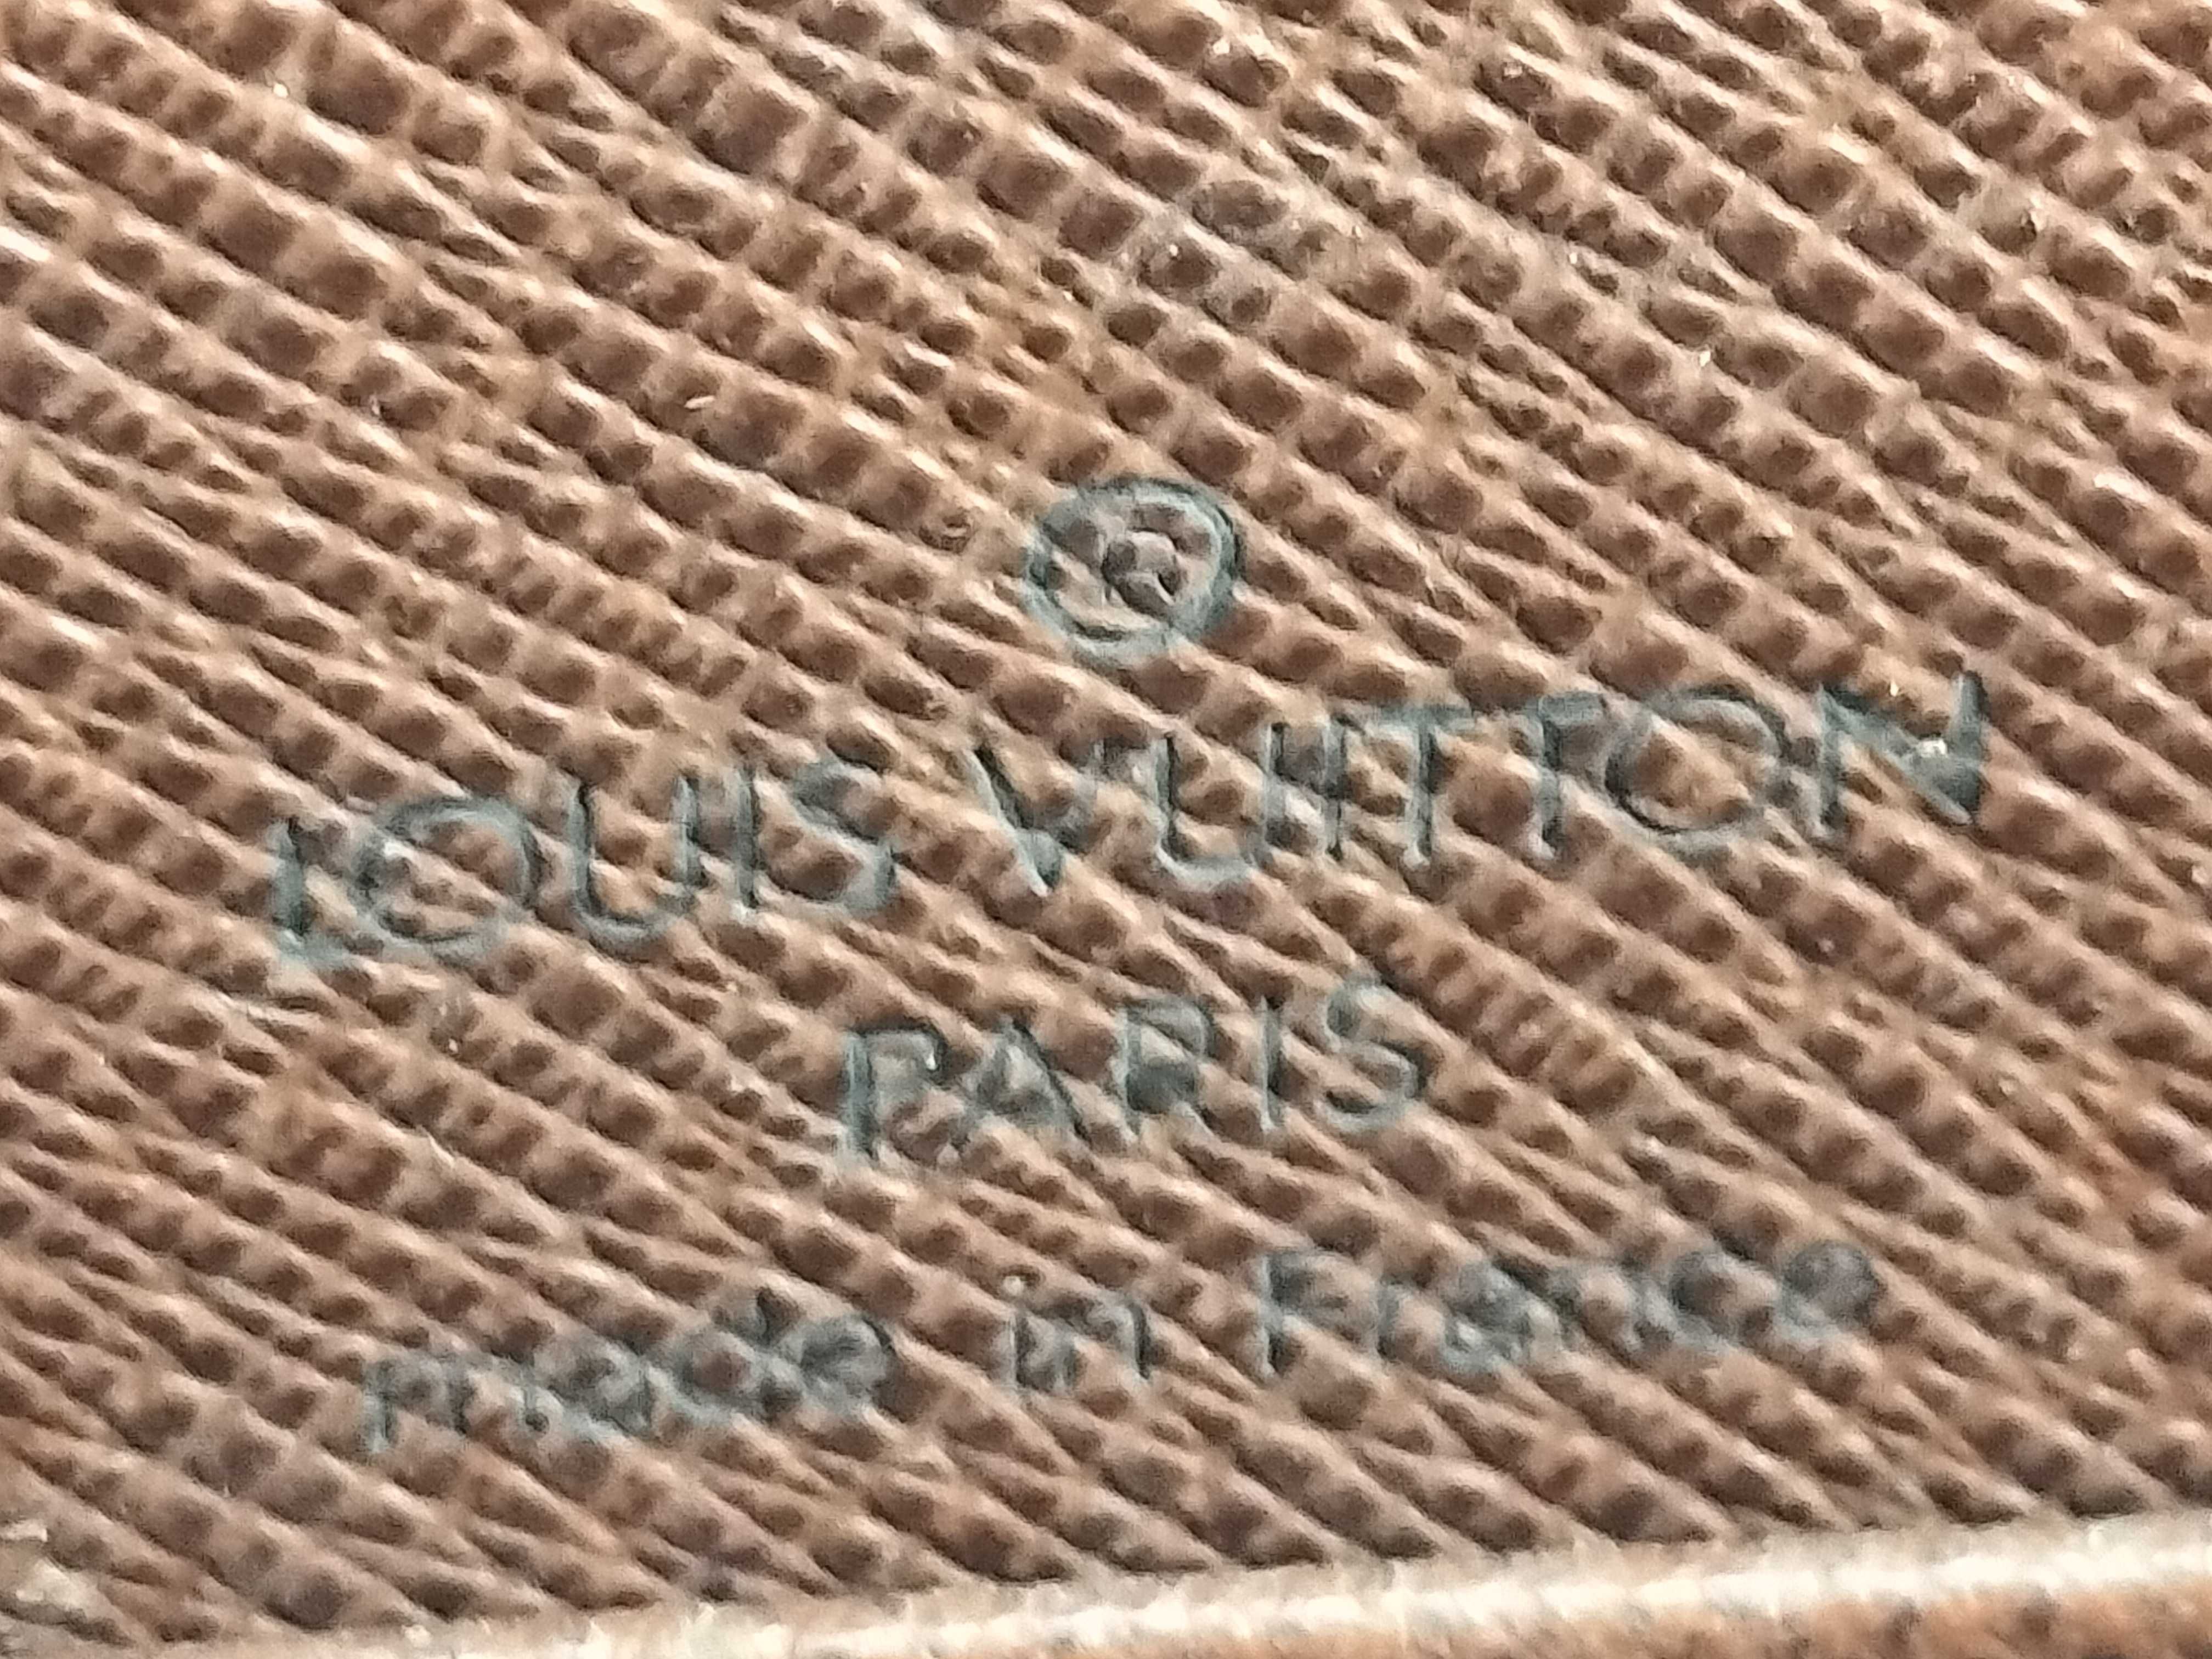 ®
LOUIS VUITTON
PARIS
made in France